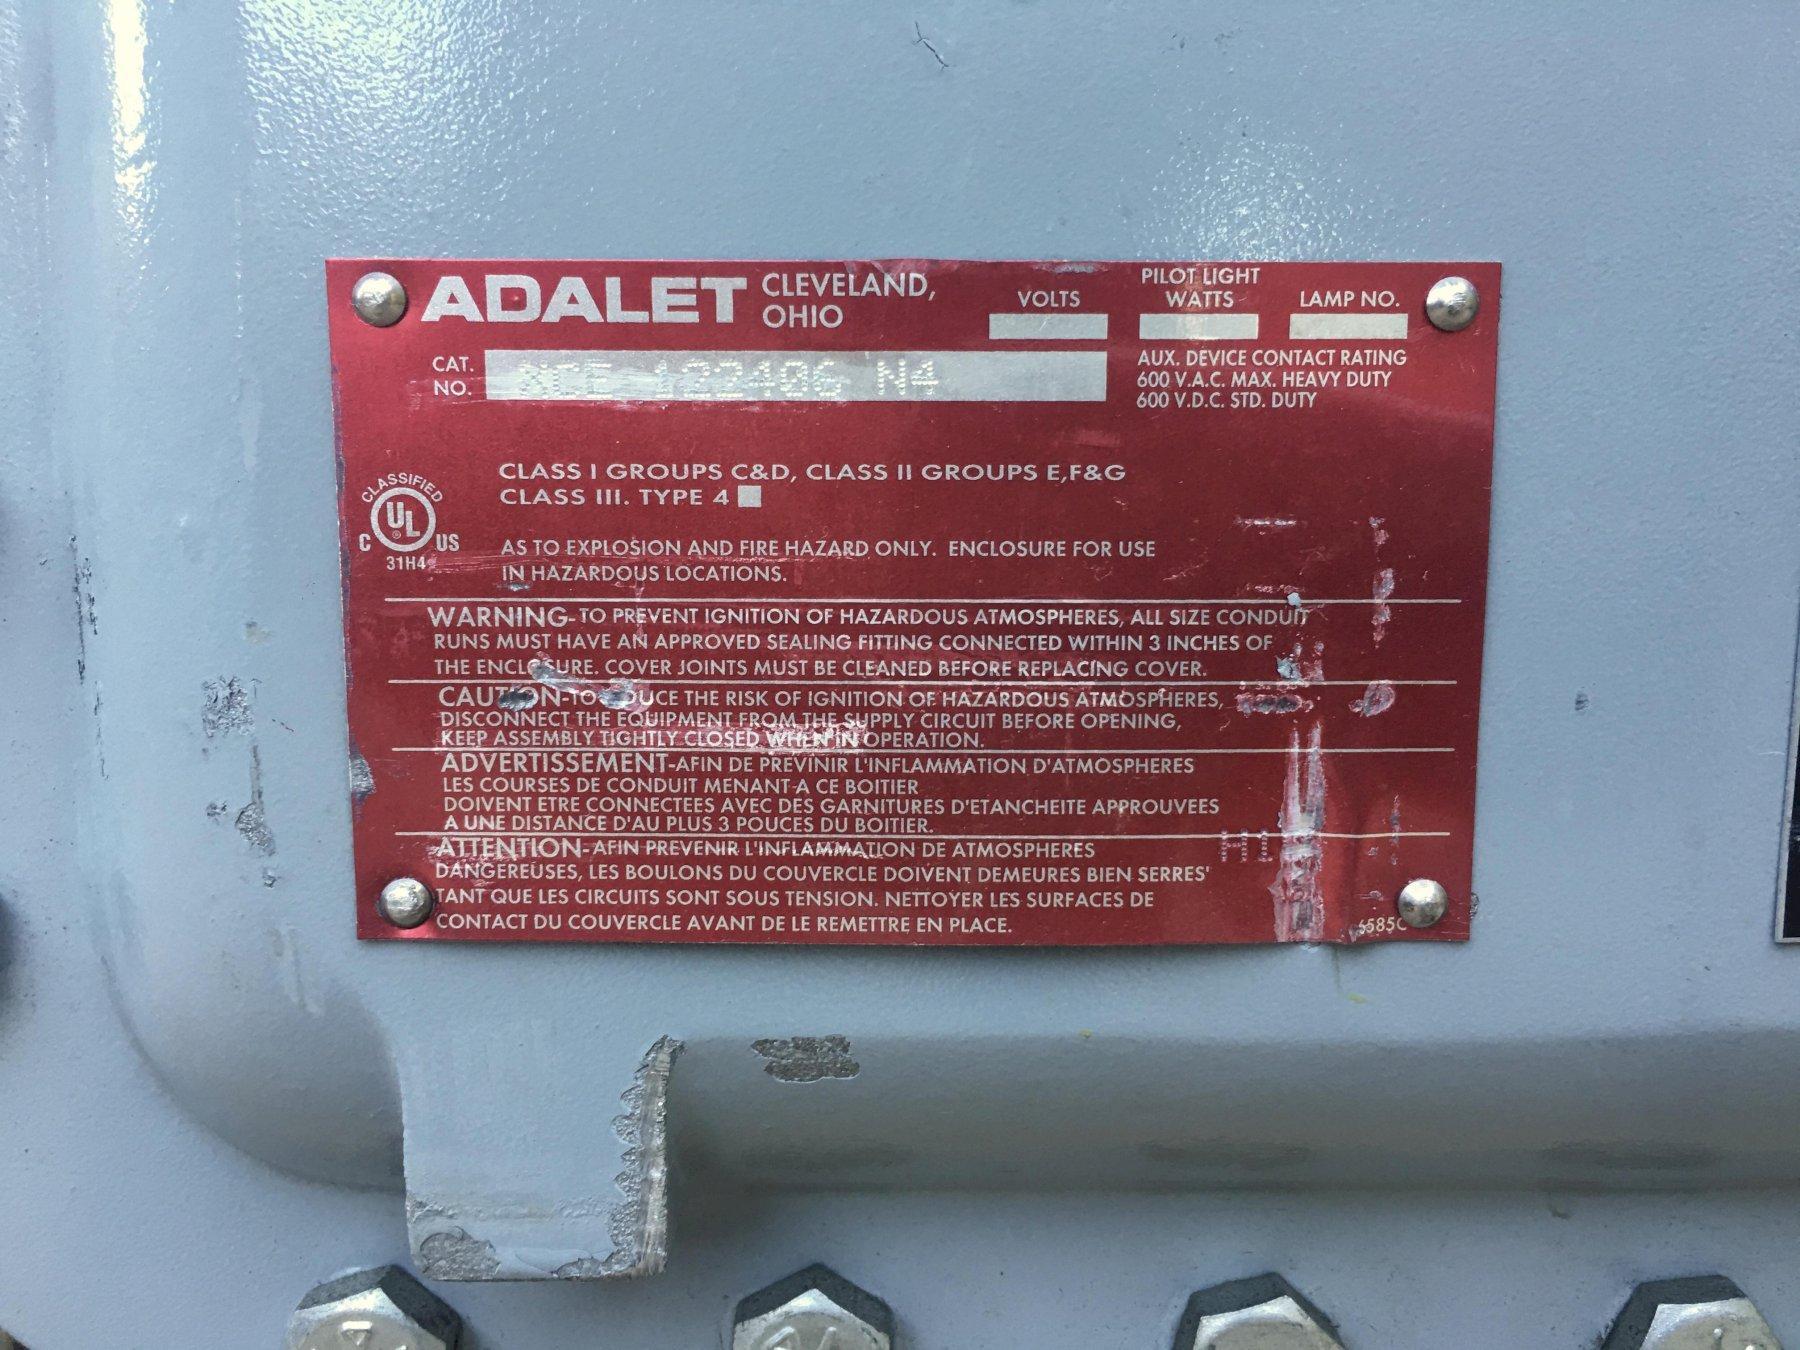 ADALET CLEVELAND, OHIO
VOLTS
PILOT LIGHT WATTS
LAMP NO.
CAT. NO. XCE 122406 N4
AUX. DEVICE CONTACT RATING
600 V.A.C. MAX. HEAVY DUTY
600 V.D.C. STD. DUTY
CLASS I GROUPS C&D, CLASS II GROUPS E,F&G
CLASS III. TYPE 4
CLASSIFIED
UL
®
C US
31H4
AS TO EXPLOSION AND FIRE HAZARD ONLY. ENCLOSURE FOR USE
IN HAZARDOUS LOCATIONS.
WARNING-TO PREVENT IGNITION OF HAZARDOUS ATMOSPHERES, ALL SIZE CONDUIT
RUNS MUST HAVE AN APPROVED SEALING FITTING CONNECTED WITHIN 3 INCHES OF
THE ENCLOSURE. COVER JOINTS MUST BE CLEANED BEFORE REPLACING COVER.
CAUTION-TO THE RISK OF IGNITION OF HAZARDOUS ATMOSPHERES,
DISCONNECT THE EQUIPMENT FROM THE SUPPLY CIRCUIT BEFORE OPENING,
KEEP ASSEMBLY TIGHTLY CLOSED WHEN IN OPERATION.
ADVERTISSEMENT-AFIN DE PREVINIR L'INFLAMMATION D'ATMOSPHERES
LES COURSES DE CONDUIT MENANT A CE BOITIER
DOIVENT ETRE CONNECTEES AVEC DES GARNITURES D'ETANCHEITE APPROUVEES
A UNE DISTANCE D'AU PLUS 3 POUCES DU BOITIER.
ATTENTION-AFIN PREVENIR L'INFLAMMATION DE ATMOSPHERES
DANGEREUSES, LES BOULONS DU COUVERCLE DOIVENT DEMEURES BIEN SERRES'
TANT QUE LES CIRCUITS SONT SOUS TENSION. NETTOYER LES SURFACES DE
CONTACT DU COUVERCLE AVANT DE LE REMETTRE EN PLACE.
6585C